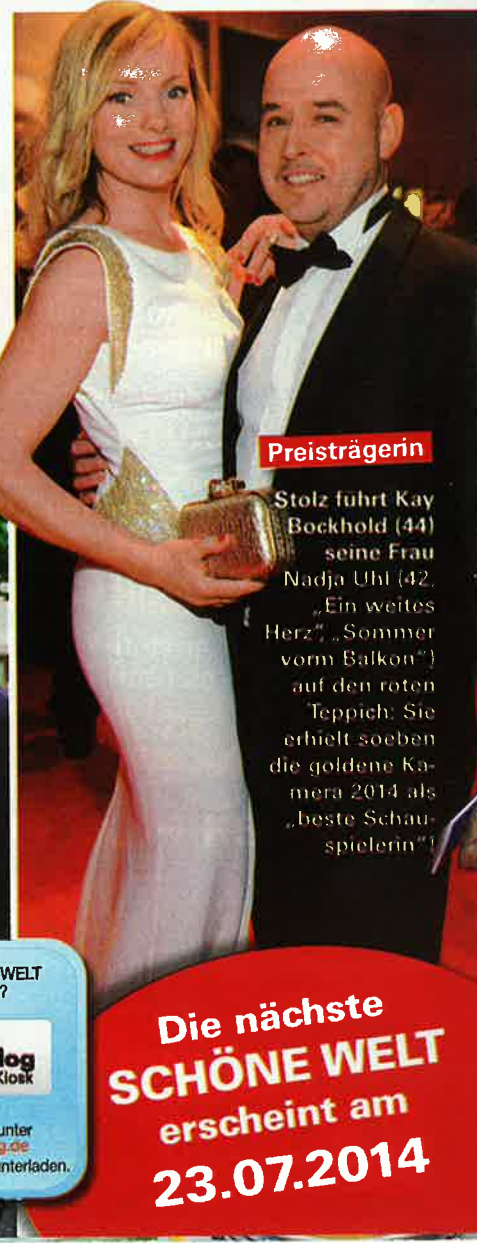 Preisträgerin
Stolz führt Kay
Bockhold (44)
seine Frau
Nadja Uhl (42,
„Ein weites
Herz“, „Sommer
vorm Balkon“)
auf den roten
Teppich: Sie
erhielt soeben
die goldene Ka-
mera 2014 als
„beste Schau-
spielerin“!
WELT
?
log
Kiosk
unter
g.de
nterladen.
Die nächste
SCHÖNE WELT
erscheint am
23.07.2014